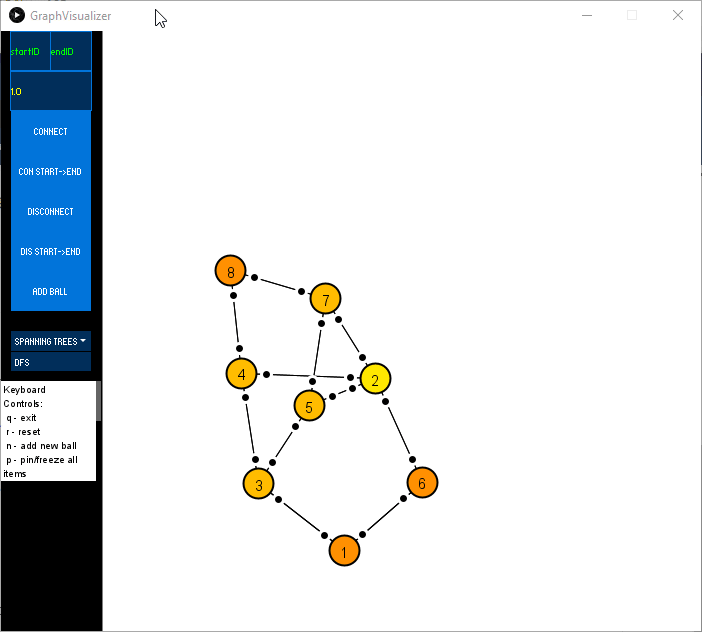 GraphVisualizer
startID endID
1.0
CONNECT
CON START->END
DISCONNECT
DIS START->END
ADD BALL
SPANNING TREES
DFS
Keyboard
Controls:
q - exit
r - reset
n - add new ball
p - pin/freeze all
items
8
7
4
2
5
3
6
1